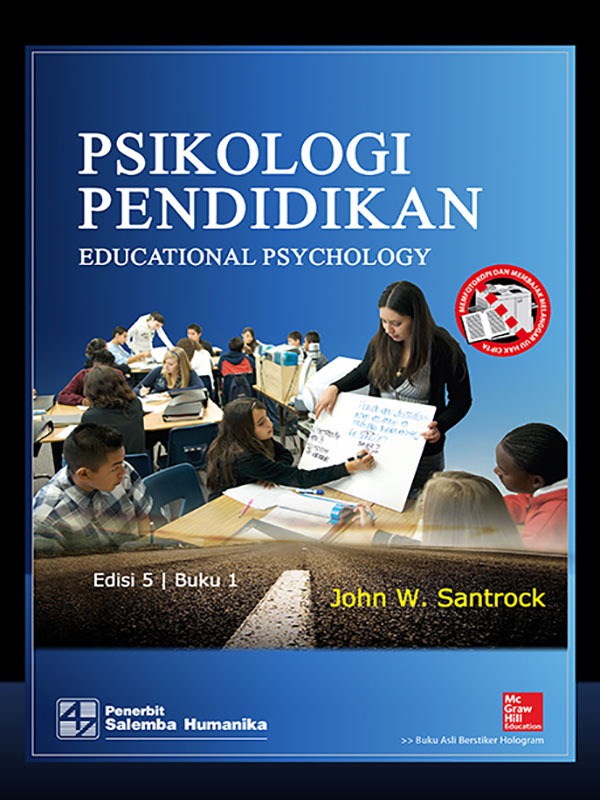 PSIKOLOGI
PENDIDIKAN
EDUCATIONAL PSYCHOLOGY
MEMFOTOKOPI DAN MEMBAJAK MELANGGAR UU HAK CIPTA
Edisi 5 | Buku 1
John W. Santrock
Penerbit
Salemba Humanika
Mc
Graw
Hill
Education
>> Buku Asli Berstiker Hologram